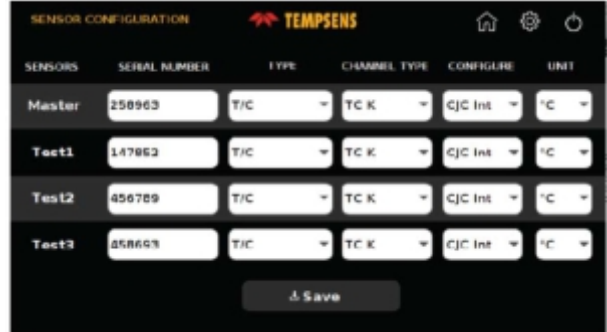 SENSOR CONFIGURATION TEMPSENS
SENSORS SERIAL NUMBER TYPE CHANNEL TYPE CONFIGURE UNIT
Master 258963 T/C TC K CJC Int °C
Test1 147852 T/C TC K CJC Int °C
Test2 456789 T/C TC K CJC Int °C
Test3 458693 T/C TC K CJC Int °C
Save